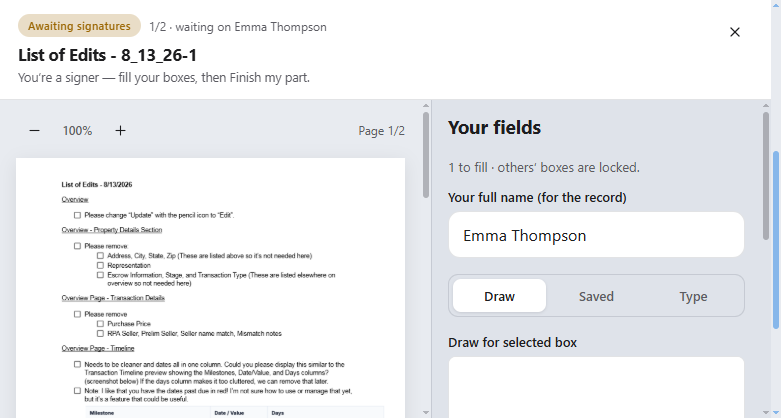 Awaiting signatures 1/2 · waiting on Emma Thompson
List of Edits - 8_13_26-1
You're a signer — fill your boxes, then Finish my part.
100%
Page 1/2
List of Edits - 8/13/2026
Overview
Please change "Update" with the pencil icon to "Edit".
Overview - Property Details Section
Please remove:
Address, City, State, Zip (These are listed above so it's not needed here)
Representation
Escrow Information, Stage, and Transaction Type (These are listed elsewhere on
overview so not needed here)
Overview Page - Transaction Details
Please remove
Purchase Price
RPA Seller, Prelim Seller, Seller name match, Mismatch notes
Overview Page - Timeline
Needs to be cleaner and dates all in one column. Could you please display this similar to the
Transaction Timeline preview showing the Milestones, Date/Value, and Days columns?
(screenshot below) If the days column makes it too cluttered, we can remove that later.
Note: I like that you have the dates past due in red! I'm not sure how to use or manage that yet,
but it's a feature that could be useful.
Milestone Date / Value Days
Your fields
1 to fill · others' boxes are locked.
Your full name (for the record)
Emma Thompson
Draw Saved Type
Draw for selected box